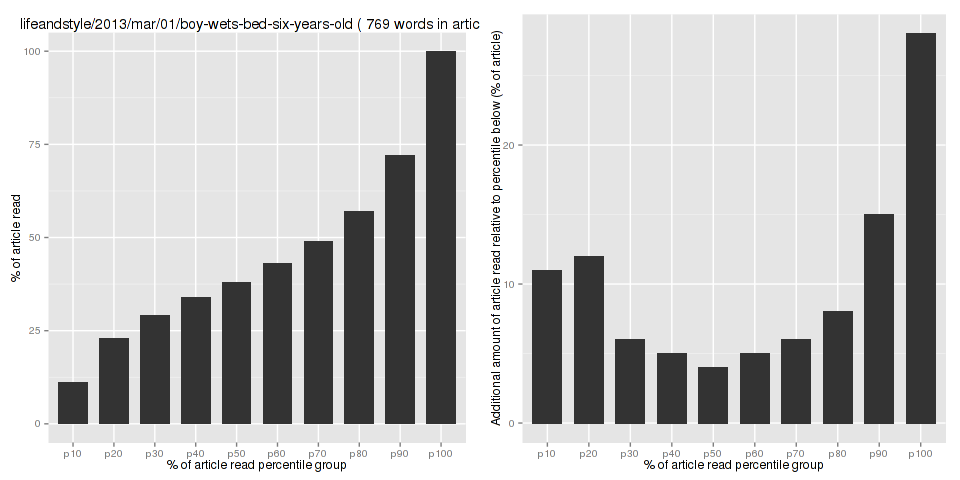 lifeandstyle/2013/mar/01/boy-wets-bed-six-years-old ( 769 words in artic
% of article read
100
75
50
25
0
p10 p20 p30 p40 p50 p60 p70 p80 p90 p100
% of article read percentile group
Additional amount of article read relative to percentile below (% of article)
20
10
0
p10 p20 p30 p40 p50 p60 p70 p80 p90 p100
% of article read percentile group